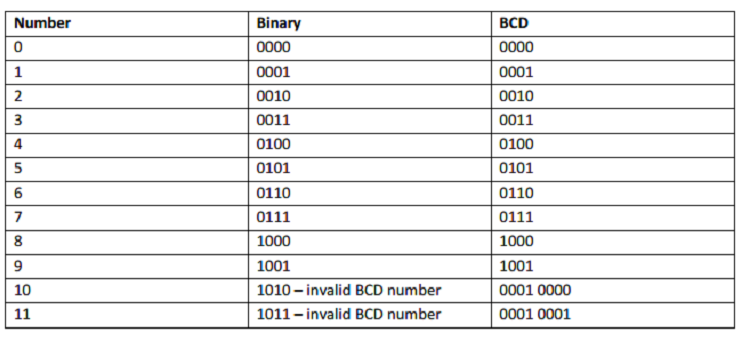 Number Binary BCD
0 0000 0000
1 0001 0001
2 0010 0010
3 0011 0011
4 0100 0100
5 0101 0101
6 0110 0110
7 0111 0111
8 1000 1000
9 1001 1001
10 1010 – invalid BCD number 0001 0000
11 1011 – invalid BCD number 0001 0001